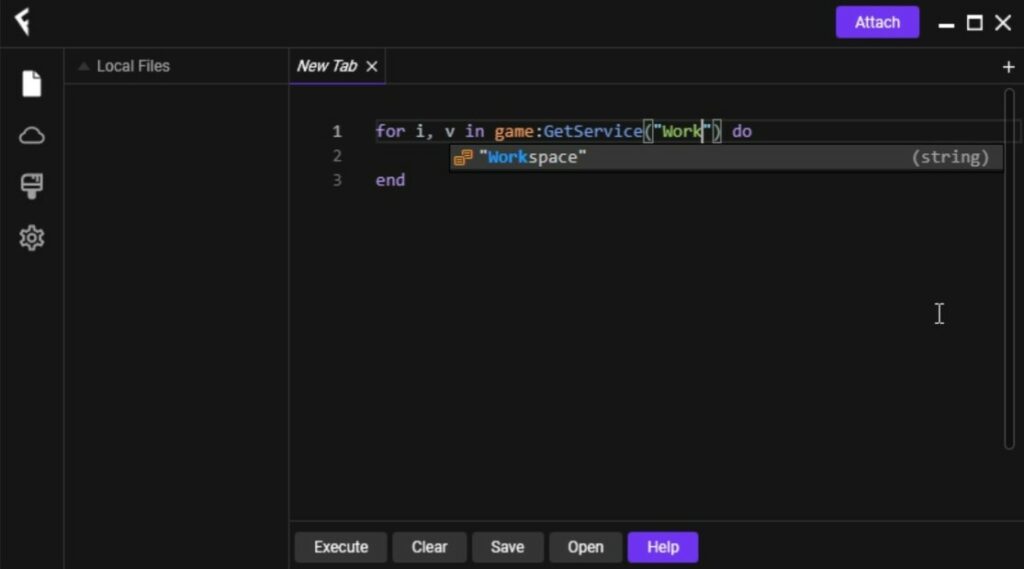 Attach
Local Files
New Tab
1 for i, v in game:GetService("Work") do
2 "Workspace" (string)
3 end
Execute Clear Save Open Help